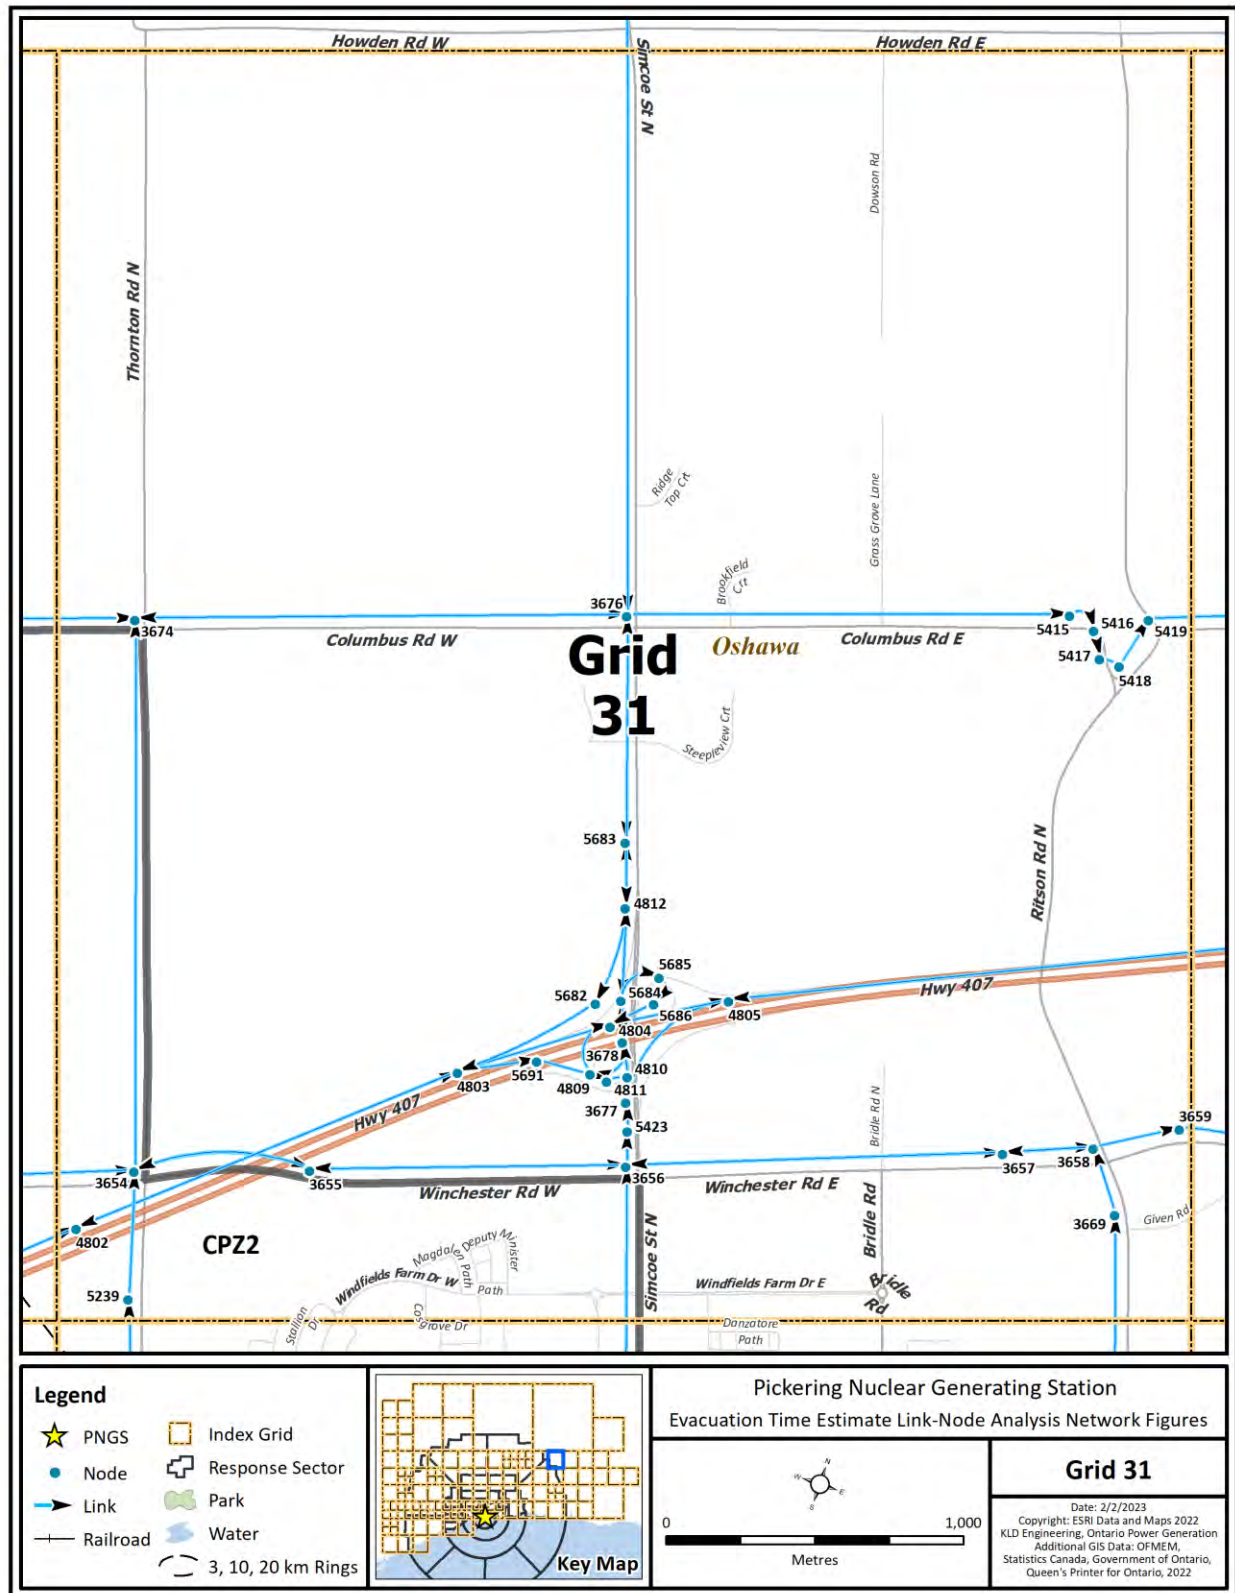 Howden Rd W
Howden Rd E
Simcoe St N
Dowson Rd
Thornton Rd N
Ridge
Top Crt
Grass Grove Lane
Brookfield
Crt
3676
3674
5415
5416
5419
Columbus Rd W
Columbus Rd E
Grid
31
Oshawa
5417
5418
Steepleview Crt
5683
Ritson Rd N
4812
5685
5682
5684
5686
4805
Hwy 407
4804
3678
4803
5691
4809
4810
4811
Hwy 407
3677
5423
Bridle Rd N
3659
3654
3655
3656
3657
3658
Winchester Rd W
Winchester Rd E
4802
CPZ2
Simcoe St N
Bridle Rd
3669
Given Rd
Magdalen Path
Deputy Minister
Path
5239
Windfields Farm Dr W
Windfields Farm Dr E
Bridle
Rd
Stallion
Dr
Cosgrove Dr
Danzatore
Path
Legend
PNGS
Node
Link
Railroad
Index Grid
Response Sector
Park
Water
3, 10, 20 km Rings
Key Map
Pickering Nuclear Generating Station
Evacuation Time Estimate Link-Node Analysis Network Figures
N
W
E
S
0
1,000
Metres
Grid 31
Date: 2/2/2023
Copyright: ESRI Data and Maps 2022
KLD Engineering, Ontario Power Generation
Additional GIS Data: OFMEM,
Statistics Canada, Government of Ontario,
Queen's Printer for Ontario, 2022